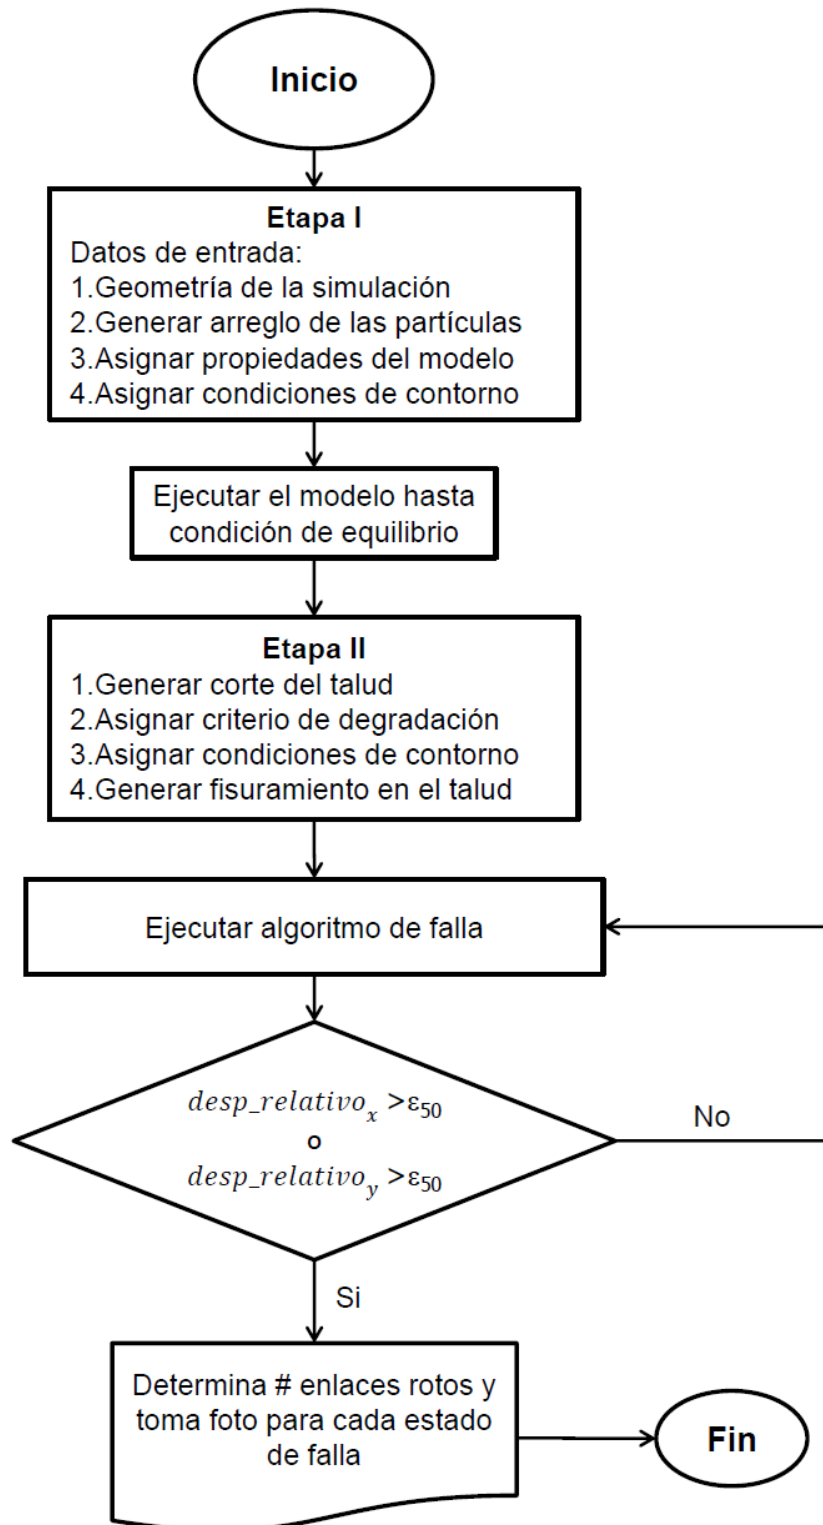 Inicio
Etapa I
Datos de entrada:
1.Geometría de la simulación
2.Generar arreglo de las partículas
3.Asignar propiedades del modelo
4.Asignar condiciones de contorno
Ejecutar el modelo hasta
condición de equilibrio
Etapa II
1.Generar corte del talud
2.Asignar criterio de degradación
3.Asignar condiciones de contorno
4.Generar fisuramiento en el talud
Ejecutar algoritmo de falla
desp_relativoₓ >ε₅₀
o
desp_relativo_y >ε₅₀
No
Si
Determina # enlaces rotos y
toma foto para cada estado
de falla
Fin